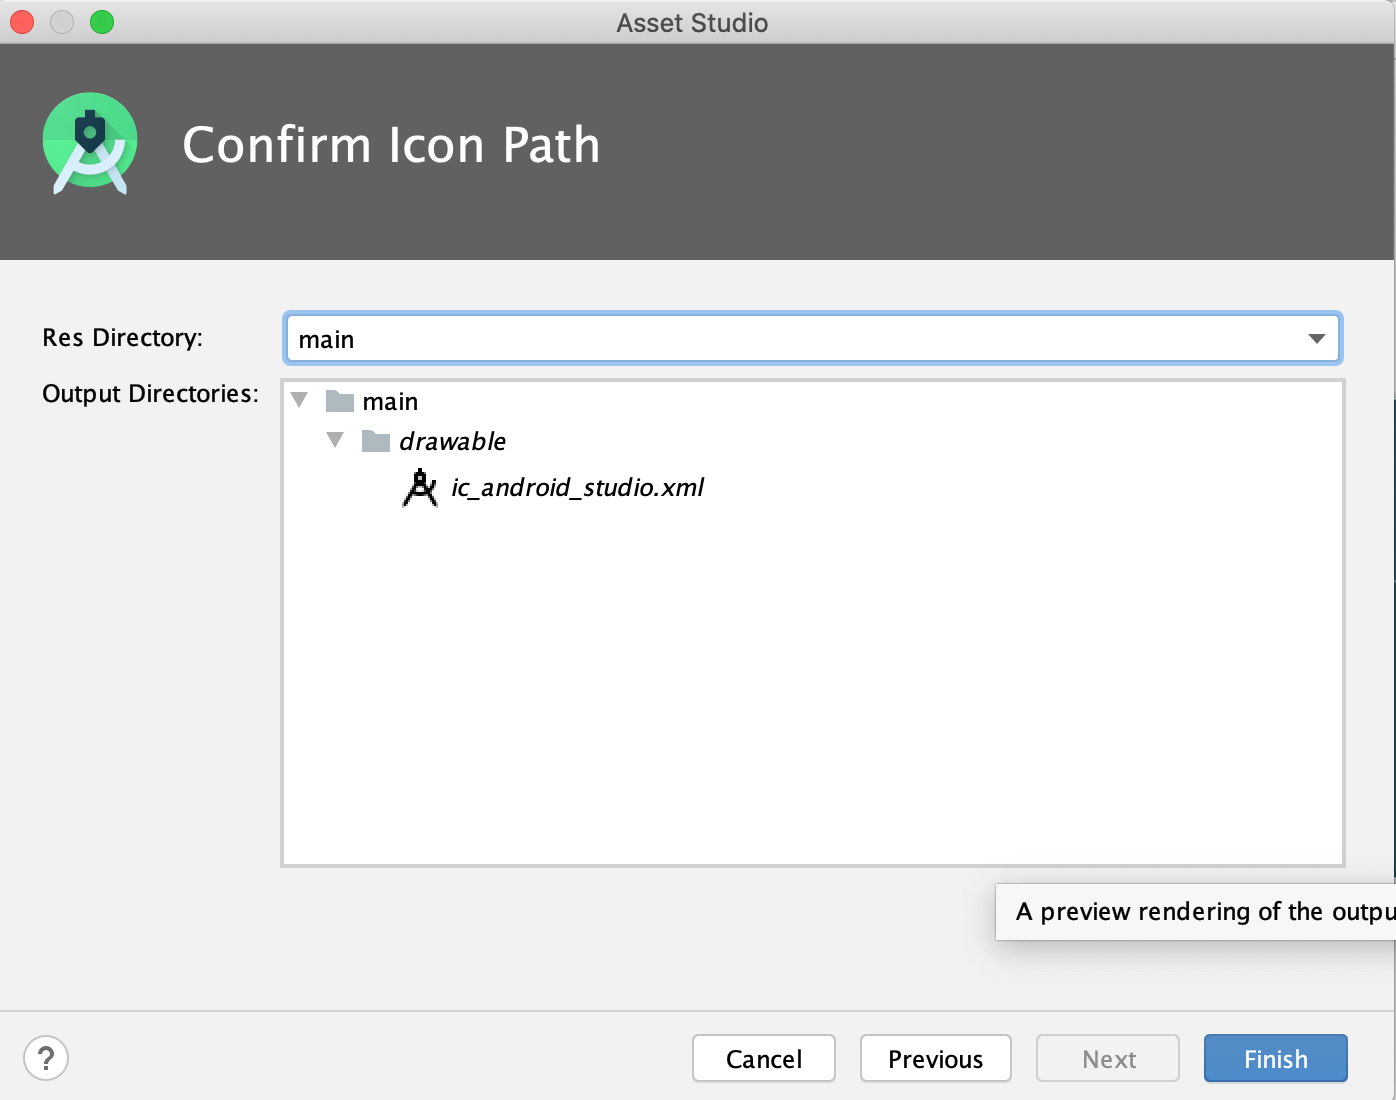 Asset Studio
Confirm Icon Path
Res Directory: main
Output Directories:
main
drawable
ic_android_studio.xml
A preview rendering of the outpu
? Cancel Previous Next Finish